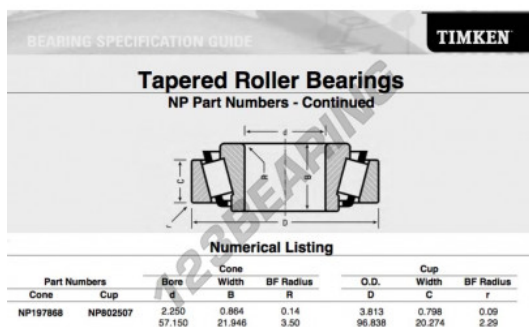 BEARING SPECIFICATION GUIDE
TIMKEN
Tapered Roller Bearings
NP Part Numbers - Continued
d
R
B
C
r
D
123BEARING
Numerical Listing
Cone Cup
Part Numbers Bore Width BF Radius O.D. Width BF Radius
Cone Cup d B R D C r
NP197868 NP802507 2.250 0.864 0.14 3.813 0.798 0.09
57.150 21.946 3.50 96.838 20.274 2.29